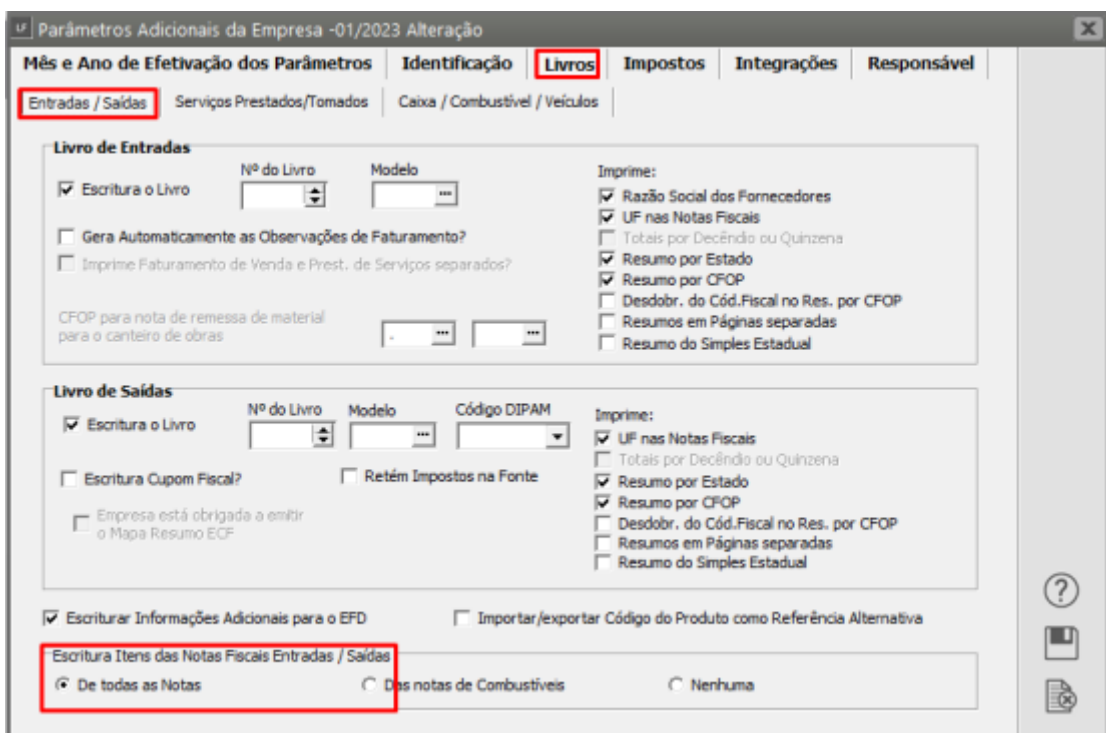 LF Parâmetros Adicionais da Empresa -01/2023 Alteração
Mês e Ano de Efetivação dos Parâmetros Identificação Livros Impostos Integrações Responsável
Entradas / Saídas Serviços Prestados/Tomados Caixa / Combustível / Veículos
Livro de Entradas
Nº do Livro Modelo Imprime:
Escritura o Livro ... Razão Social dos Fornecedores
UF nas Notas Fiscais
Gera Automaticamente as Observações de Faturamento? Totais por Decêndio ou Quinzena
Imprime Faturamento de Venda e Prest. de Serviços separados? Resumo por Estado
Resumo por CFOP
Desdobr. do Cód.Fiscal no Res. por CFOP
CFOP para nota de remessa de material Resumos em Páginas separadas
para o canteiro de obras . ... ... Resumo do Simples Estadual
Livro de Saídas
Nº do Livro Modelo Código DIPAM Imprime:
Escritura o Livro ... UF nas Notas Fiscais
Totais por Decêndio ou Quinzena
Escritura Cupom Fiscal? Retém Impostos na Fonte Resumo por Estado
Resumo por CFOP
Empresa está obrigada a emitir Desdobr. do Cód.Fiscal no Res. por CFOP
o Mapa Resumo ECF Resumos em Páginas separadas
Resumo do Simples Estadual
Escriturar Informações Adicionais para o EFD Importar/exportar Código do Produto como Referência Alternativa
Escritura Itens das Notas Fiscais Entradas / Saídas
De todas as Notas Das notas de Combustíveis Nenhuma